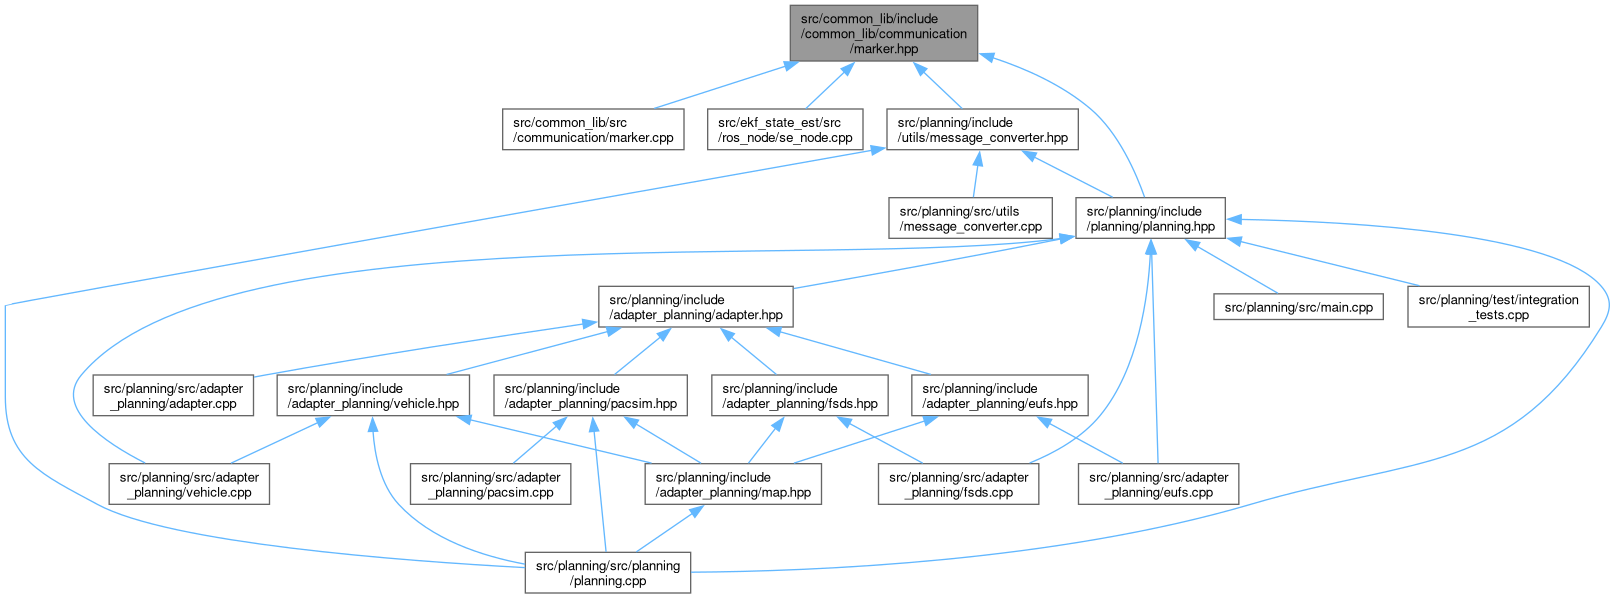 src/common_lib/include
/common_lib/communication
/marker.hpp
src/common_lib/src
/communication/marker.cpp
src/ekf_state_est/src
/ros_node/se_node.cpp
src/planning/include
/utils/message_converter.hpp
src/planning/src/utils
/message_converter.cpp
src/planning/include
/planning/planning.hpp
src/planning/include
/adapter_planning/adapter.hpp
src/planning/src/main.cpp
src/planning/test/integration
_tests.cpp
src/planning/src/adapter
_planning/adapter.cpp
src/planning/include
/adapter_planning/vehicle.hpp
src/planning/include
/adapter_planning/pacsim.hpp
src/planning/include
/adapter_planning/fsds.hpp
src/planning/include
/adapter_planning/eufs.hpp
src/planning/src/adapter
_planning/vehicle.cpp
src/planning/src/adapter
_planning/pacsim.cpp
src/planning/include
/adapter_planning/map.hpp
src/planning/src/adapter
_planning/fsds.cpp
src/planning/src/adapter
_planning/eufs.cpp
src/planning/src/planning
/planning.cpp